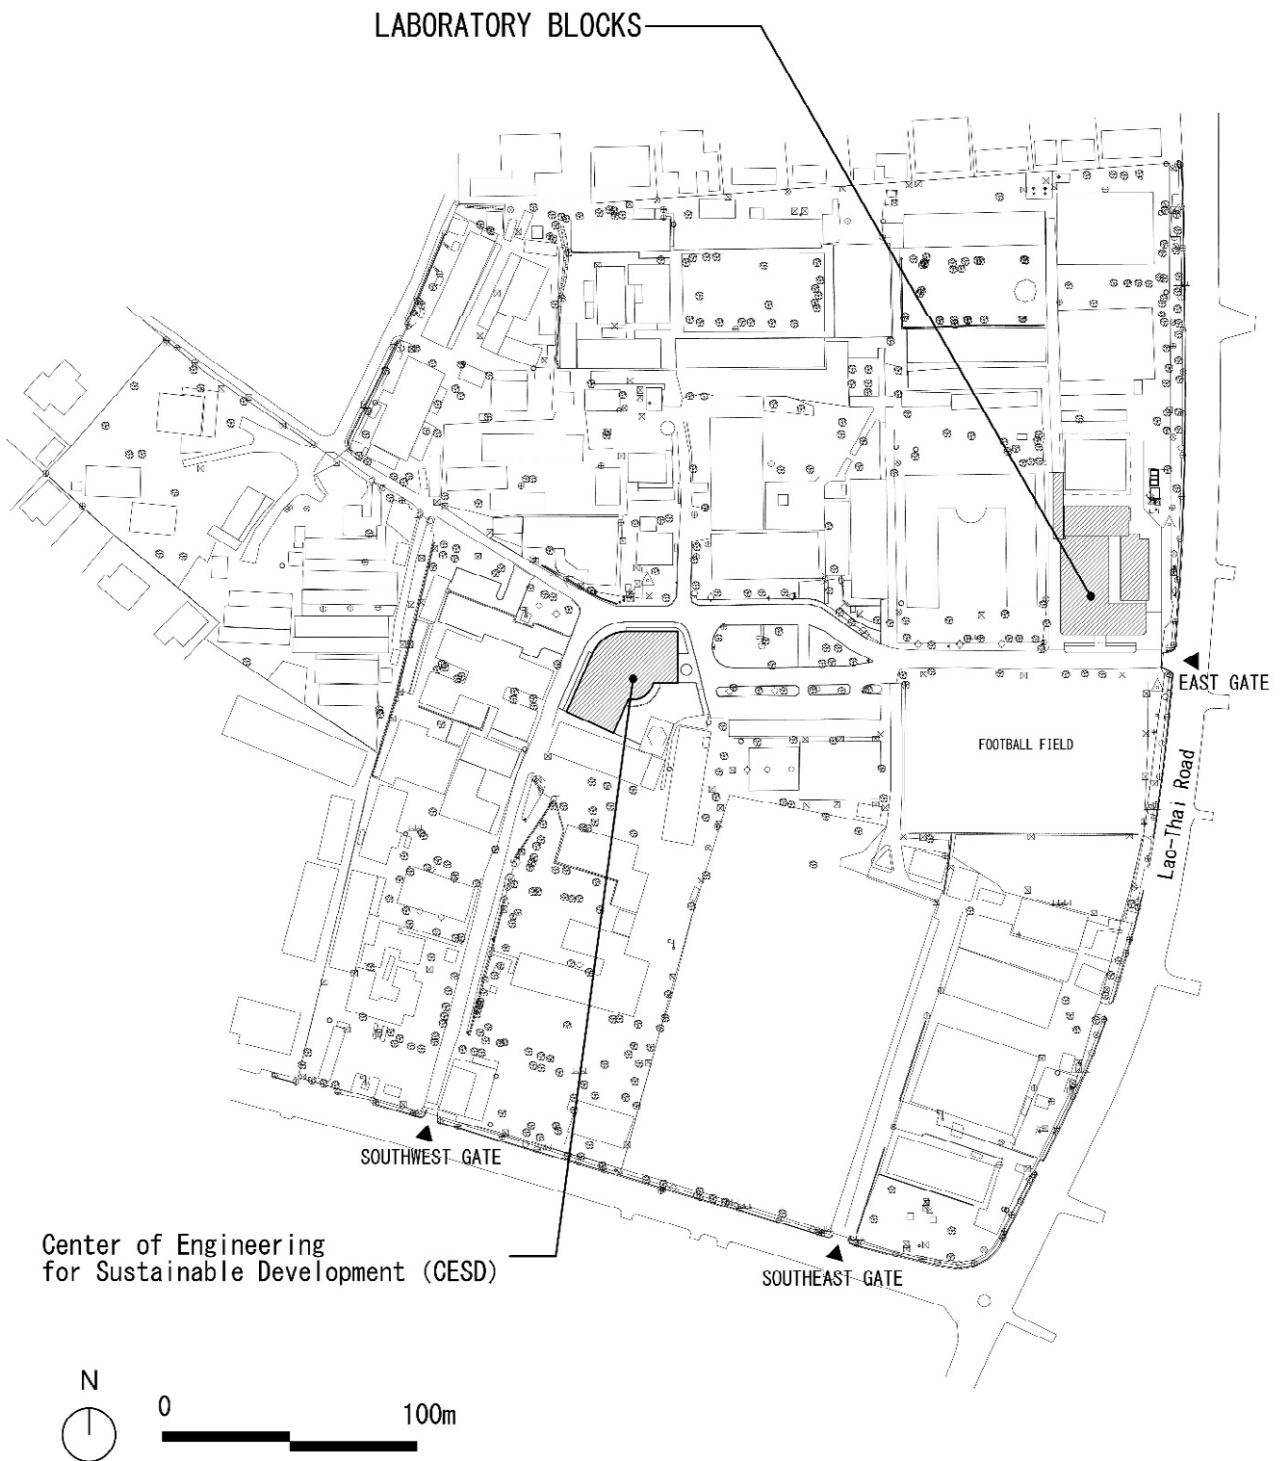 LABORATORY BLOCKS
EAST GATE
FOOTBALL FIELD
Lao-Thai Road
SOUTHWEST GATE
Center of Engineering
for Sustainable Development (CESD)
SOUTHEAST GATE
N
0
100m